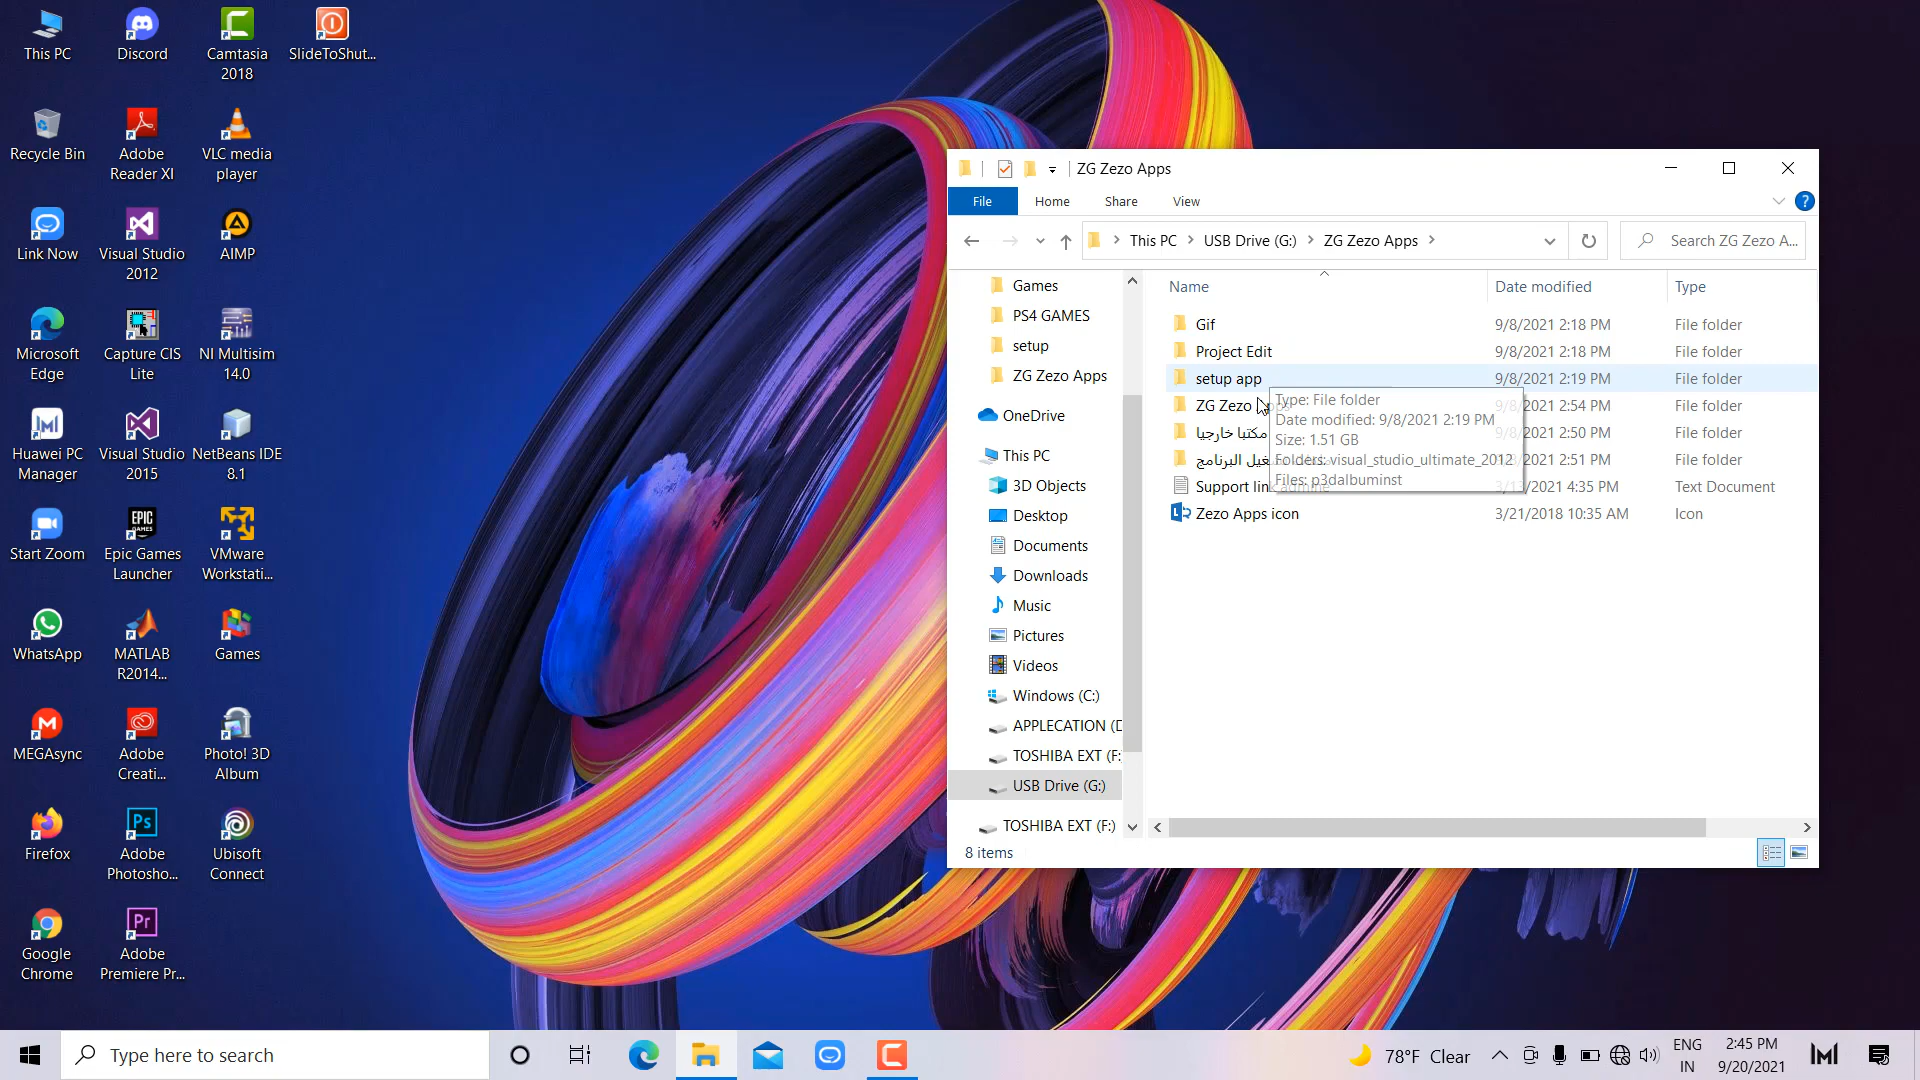 This PC
Discord
Camtasia
2018
SlideToShut...
Recycle Bin
Adobe
Reader XI
VLC media
player
Link Now
Visual Studio
2012
AIMP
Microsoft
Edge
Capture CIS
Lite
NI Multisim
14.0
Huawei PC
Manager
Visual Studio
2015
NetBeans IDE
8.1
Start Zoom
EPIC
GAMES
Epic Games
Launcher
VMware
Workstati...
WhatsApp
MATLAB
R2014...
Games
MEGAsync
Adobe
Creati...
Photo! 3D
Album
Firefox
Ps
Adobe
Photosho...
Ubisoft
Connect
Google
Chrome
Pr
Adobe
Premiere Pr...
ZG Zezo Apps
File Home Share View
This PC USB Drive (G:) ZG Zezo Apps
Search ZG Zezo A...
Games
PS4 GAMES
setup
ZG Zezo Apps
OneDrive
This PC
3D Objects
Desktop
Documents
Downloads
Music
Pictures
Videos
Windows (C:)
APPLECATION (D
TOSHIBA EXT (F:
USB Drive (G:)
TOSHIBA EXT (F:)
Name Date modified Type
Gif 9/8/2021 2:18 PM File folder
Project Edit 9/8/2021 2:18 PM File folder
setup app 9/8/2021 2:19 PM File folder
ZG Zezo 9/8/2021 2:54 PM File folder
مكتبا خارجيا 2021 2:50 PM File folder
البرنامج 2021 2:51 PM File folder
Support link 3/13/2021 4:35 PM Text Document
Zezo Apps icon 3/21/2018 10:35 AM Icon
Type: File folder
Date modified: 9/8/2021 2:19 PM
Size: 1.51 GB
Folders: visual_studio_ultimate_2012
Files: p3dalbuminst
8 items
Type here to search
78°F Clear
ENG
IN
2:45 PM
9/20/2021